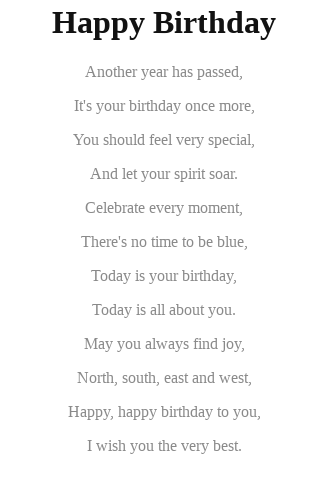 Happy Birthday
Another year has passed,
It's your birthday once more,
You should feel very special,
And let your spirit soar.
Celebrate every moment,
There's no time to be blue,
Today is your birthday,
Today is all about you.
May you always find joy,
North, south, east and west,
Happy, happy birthday to you,
I wish you the very best.